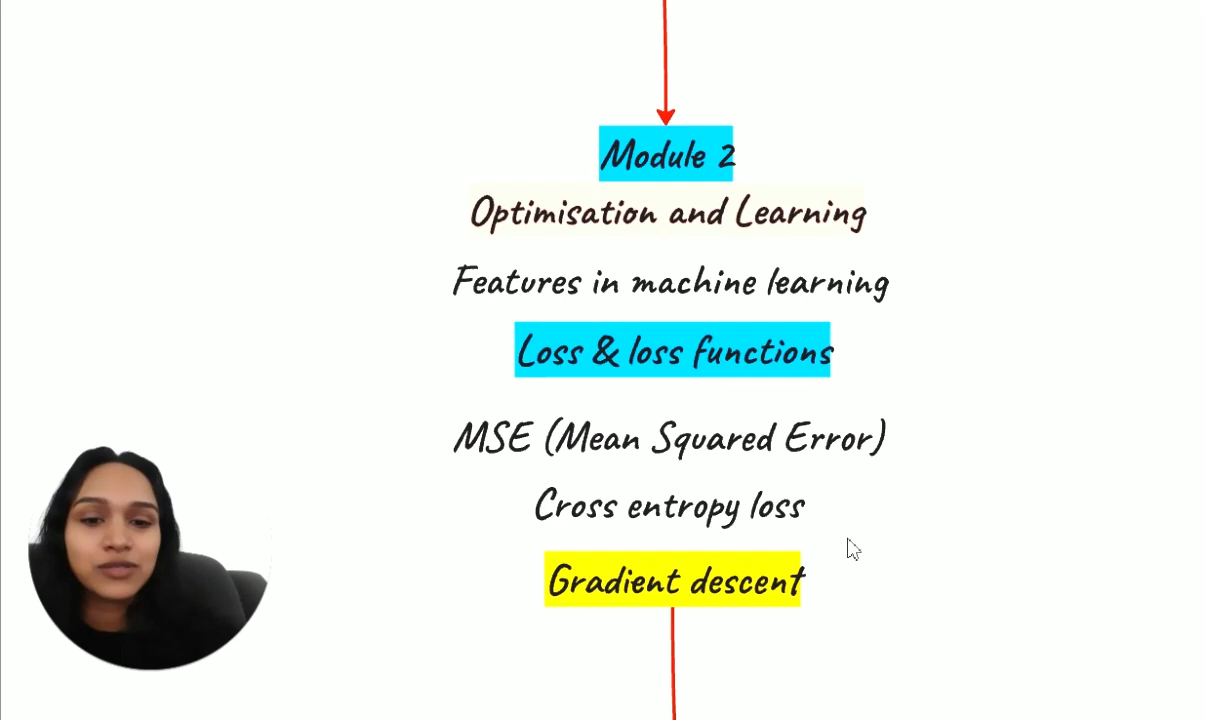 Module 2
Optimisation and Learning
Features in machine learning
Loss & loss functions
MSE (Mean Squared Error)
Cross entropy loss
Gradient descent